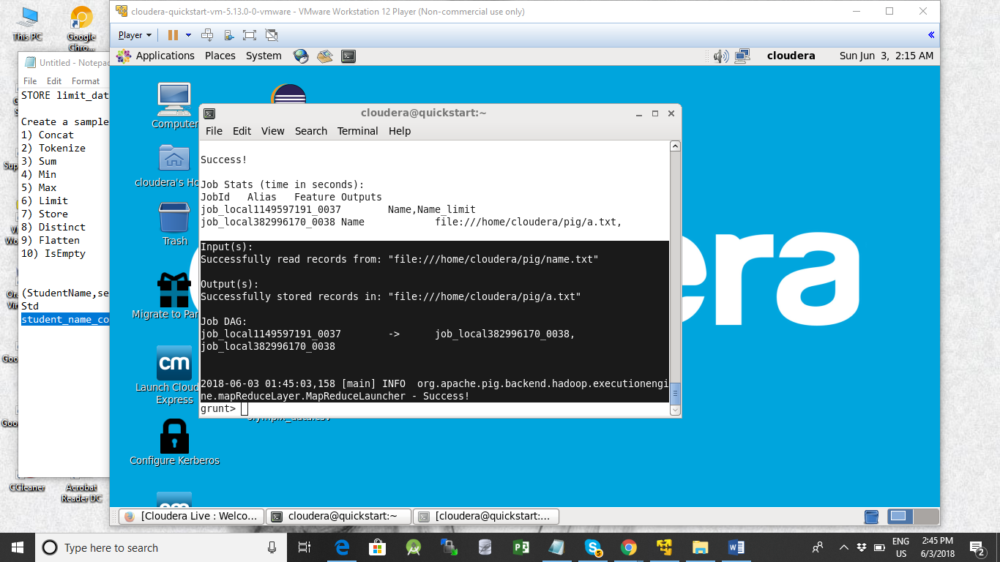 cloudera-quickstart-vm-5.13.0-0-vmware - VMware Workstation 12 Player (Non-commercial use only)
This PC
Google
Chro...
Player
Applications Places System
cloudera Sun Jun 3, 2:15 AM
Untitled - Notepad
File Edit Format
STORE limit_dat
Create a sample
1) Concat
2) Tokenize
3) Sum
4) Min
5) Max
6) Limit
7) Store
8) Distinct
9) Flatten
10) IsEmpty
(StudentName,se
Std
student_name_co
Computer
cloudera's Ho
Trash
Migrate to Par
Launch Cloud
Express
Configure Kerberos
cm
cloudera@quickstart:~
File Edit View Search Terminal Help
Success!
Job Stats (time in seconds):
JobId Alias Feature Outputs
job_local1149597191_0037 Name,Name_limit
job_local382996170_0038 Name file:///home/cloudera/pig/a.txt,
Input(s):
Successfully read records from: "file:///home/cloudera/pig/name.txt"
Output(s):
Successfully stored records in: "file:///home/cloudera/pig/a.txt"
Job DAG:
job_local1149597191_0037 -> job_local382996170_0038,
job_local382996170_0038
2018-06-03 01:45:03,158 [main] INFO org.apache.pig.backend.hadoop.executionengi
ne.mapReduceLayer.MapReduceLauncher - Success!
grunt>
era
CCleaner
Acrobat
Reader DC
[Cloudera Live : Welco...
cloudera@quickstart:~
[cloudera@quickstart:...
Type here to search
5
ENG
US
2:45 PM
6/3/2018
2